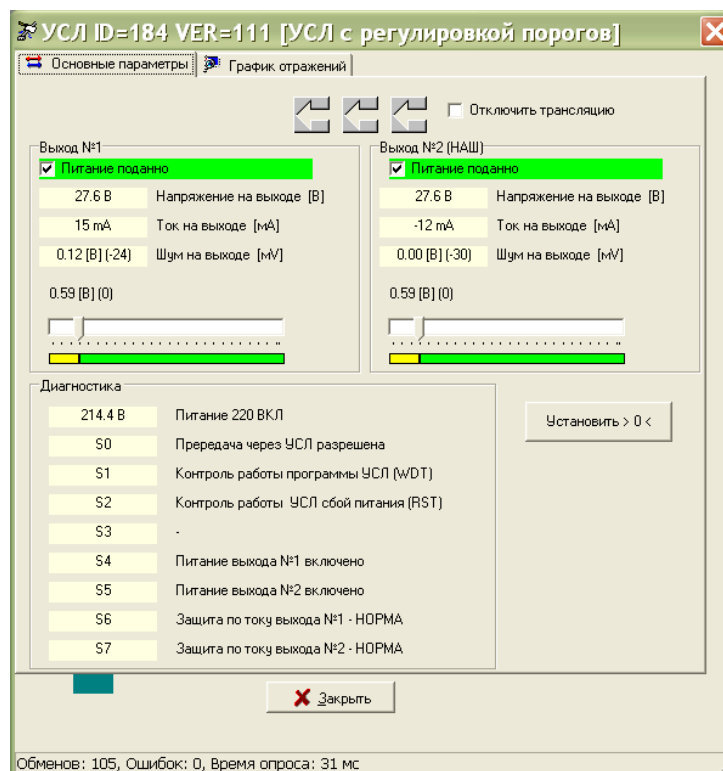 УСЛ ID=184 VER=111 [УСЛ с регулировкой порогов]
Основные параметры График отражений
Отключить трансляцию
Выход №1
Питание поданно
27.6 В Напряжение на выходе [В]
15 mA Ток на выходе [мА]
0.12 [В] (-24) Шум на выходе [мV]
0.59 [В] (0)
Выход №2 (НАШ)
Питание поданно
27.6 В Напряжение на выходе [В]
-12 mA Ток на выходе [мА]
0.00 [В] (-30) Шум на выходе [мV]
0.59 [В] (0)
Диагностика
214.4 В Питание 220 ВКЛ
S0 Прередача через УСЛ разрешена
S1 Контроль работы программы УСЛ (WDT)
S2 Контроль работы УСЛ сбой питания (RST)
S3 -
S4 Питание выхода №1 включено
S5 Питание выхода №2 включено
S6 Защита по току выхода №1 - НОРМА
S7 Защита по току выхода №2 - НОРМА
Установить > 0 <
Закрыть
Обменов: 105, Ошибок: 0, Время опроса: 31 мс